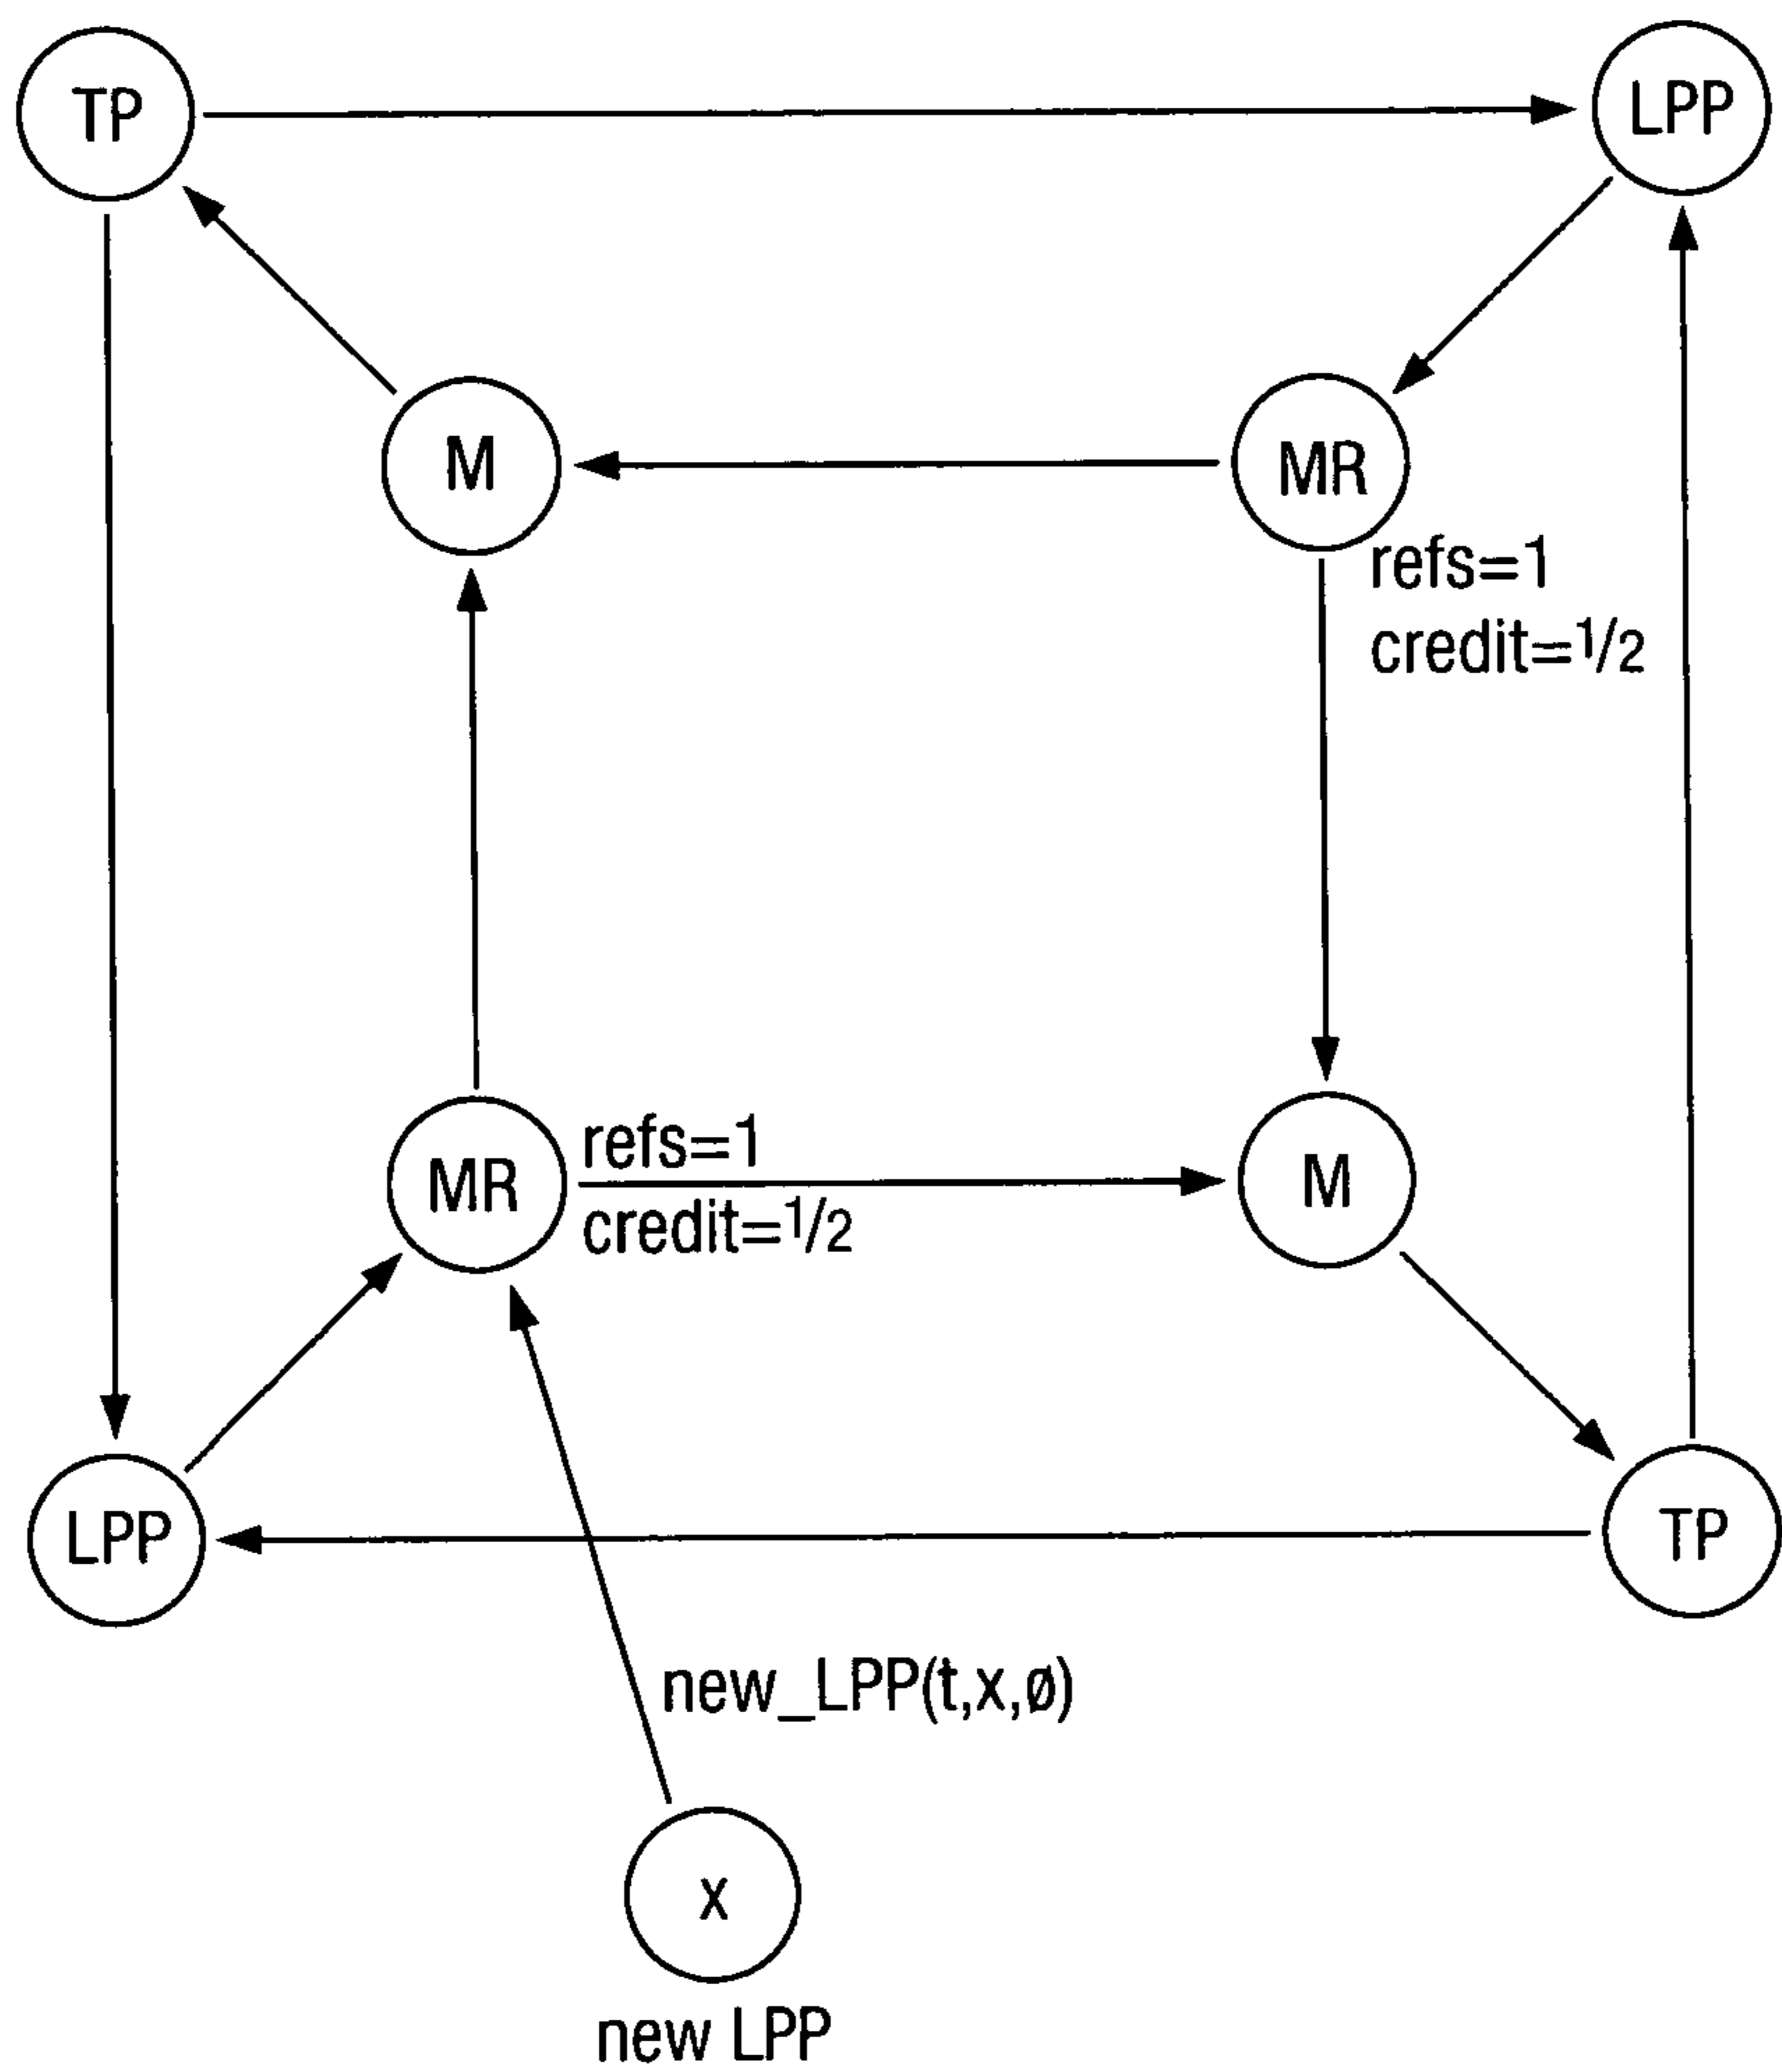 TP
LPP
M
MR
refs=1
credit=1/2
MR
refs=1
credit=1/2
M
LPP
TP
new_LPP(t,x,ø)
x
new LPP